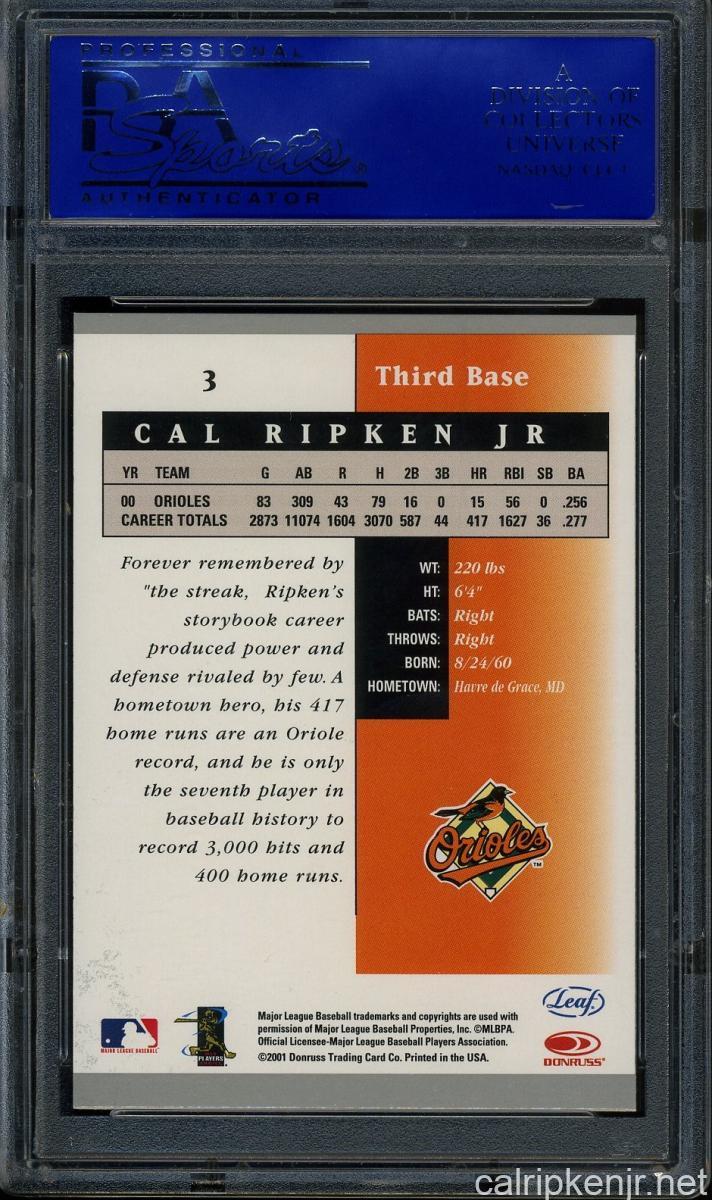 PROFESSIONAL
PSA
Sports®
AUTHENTICATOR
A
DIVISION OF
COLLECTORS
UNIVERSE
NASDAQ: CLCT
3
Third Base
CAL RIPKEN JR
YR TEAM G AB R H 2B 3B HR RBI SB BA
00 ORIOLES 83 309 43 79 16 0 15 56 0 .256
CAREER TOTALS 2873 11074 1604 3070 587 44 417 1627 36 .277
Forever remembered by
"the streak, Ripken's
storybook career
produced power and
defense rivaled by few. A
hometown hero, his 417
home runs are an Oriole
record, and he is only
the seventh player in
baseball history to
record 3,000 hits and
400 home runs.
WT: 220 lbs
HT: 6'4"
BATS: Right
THROWS: Right
BORN: 8/24/60
HOMETOWN: Havre de Grace, MD
Orioles™
MAJOR LEAGUE BASEBALL
PLAYERS
Major League Baseball trademarks and copyrights are used with
permission of Major League Baseball Properties, Inc. ©MLBPA.
Official Licensee-Major League Baseball Players Association.
©2001 Donruss Trading Card Co. Printed in the USA.
Leaf®
DONRUSS®
calripkenjr.net